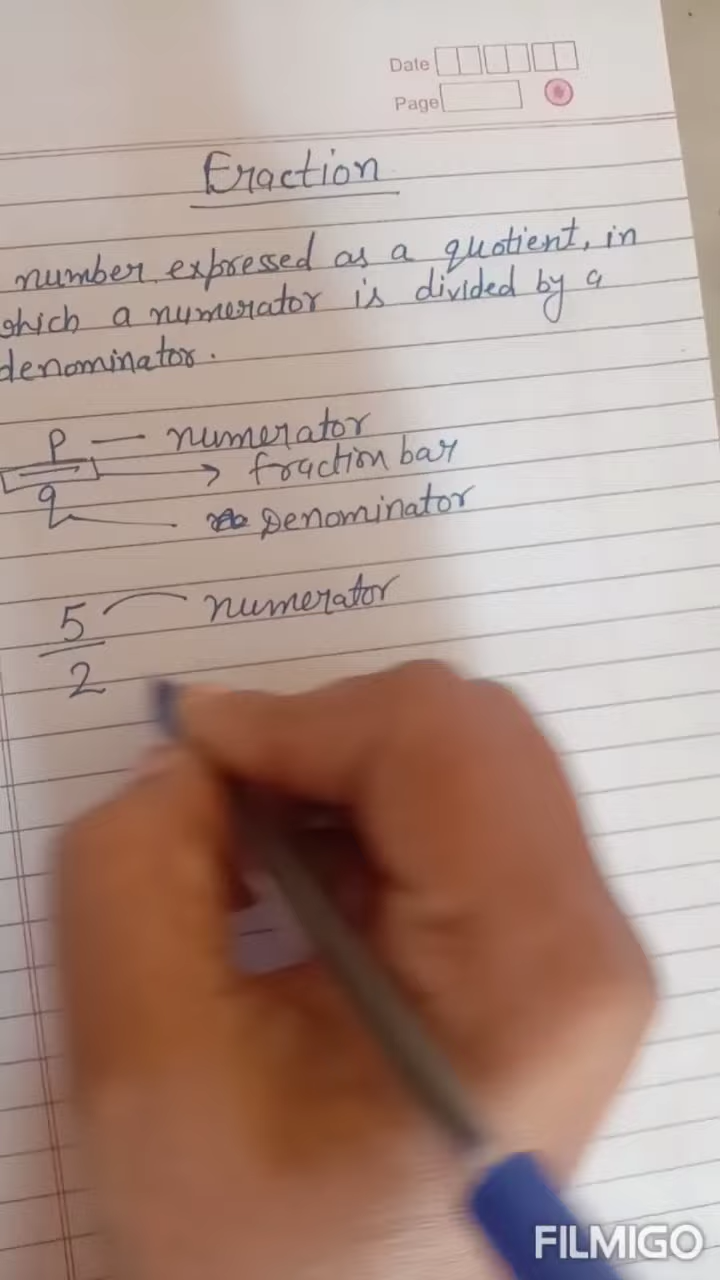 Date
Page
Fraction
number expressed as a quotient, in
which a numerator is divided by a
denominator.
P — numerator
fraction bar
q Denominator
5 numerator
2
FILMIGO